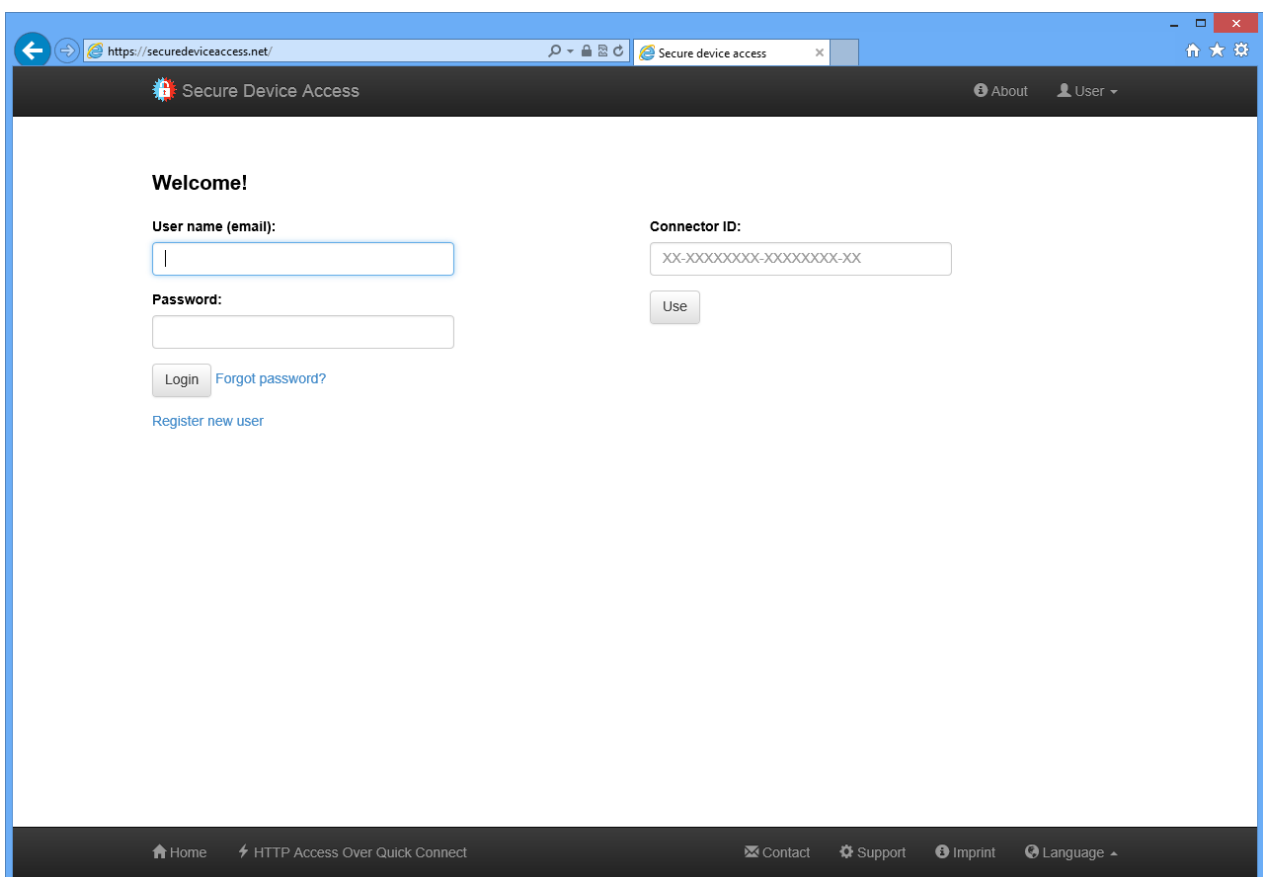 https://securedeviceaccess.net/
Secure device access
Secure Device Access
About
User
Welcome!
User name (email):
Connector ID:
XX-XXXXXXXX-XXXXXXXX-XX
Password:
Use
Login
Forgot password?
Register new user
Home
HTTP Access Over Quick Connect
Contact
Support
Imprint
Language